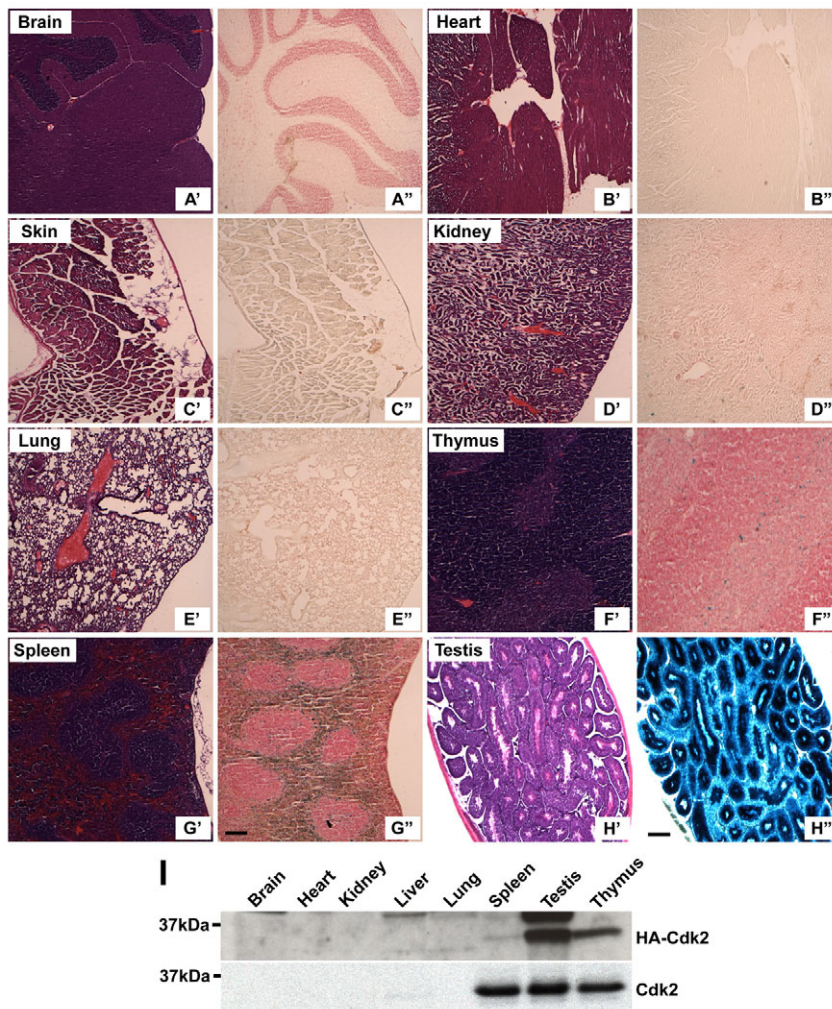 Brain
Heart
A’
A”
B’
B”
Skin
Kidney
C’
C”
D’
D”
Lung
Thymus
E’
E”
F’
F”
Spleen
Testis
G’
G”
H’
H”
I
Brain Heart Kidney Liver Lung Spleen Testis Thymus
37kDa
HA-Cdk2
37kDa
Cdk2